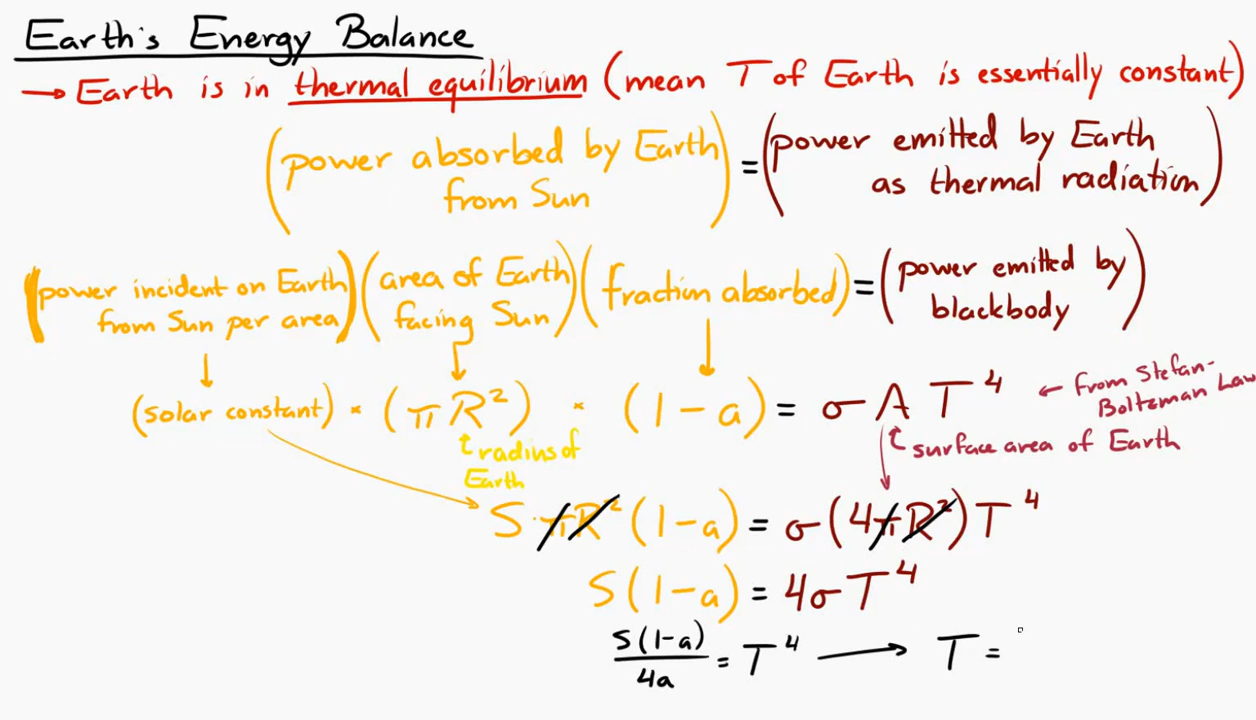 Earth's Energy Balance
→ Earth is in thermal equilibrium (mean T of Earth is essentially constant)
(power absorbed by Earth from Sun) = (power emitted by Earth as thermal radiation)
(power incident on Earth from Sun per area) (area of Earth facing Sun) (fraction absorbed) = (power emitted by blackbody)
(solar constant) • (πR²) • (1-a) = σAT⁴ ← from Stefan-Boltzman Law
radius of Earth
surface area of Earth
S·πR²(1-a) = σ(4πR²)T⁴
S(1-a) = 4σT⁴
S(1-a)/4a = T⁴ → T =